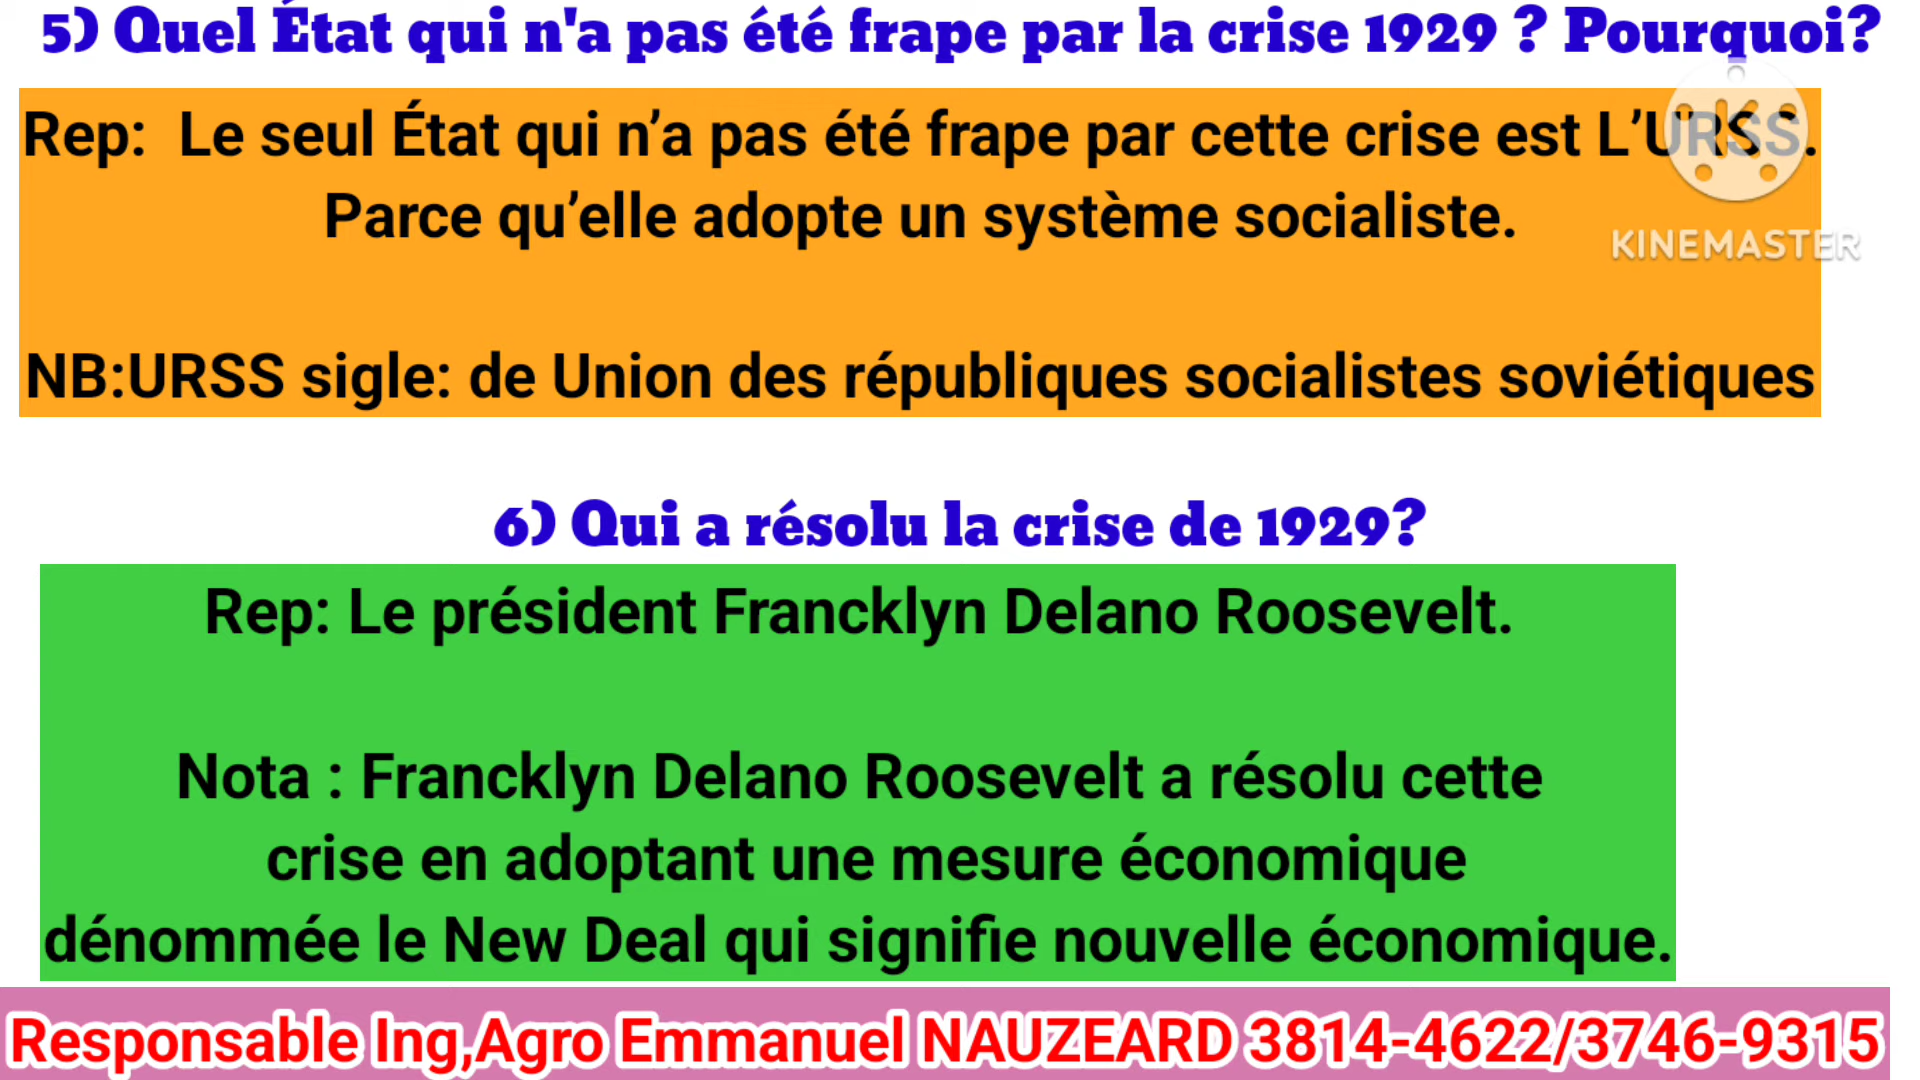 5) Quel État qui n'a pas été frape par la crise 1929 ? Pourquoi?
Rep: Le seul État qui n’a pas été frape par cette crise est L’URSS.
Parce qu’elle adopte un système socialiste.
KINEMASTER
NB:URSS sigle: de Union des républiques socialistes soviétiques
6) Qui a résolu la crise de 1929?
Rep: Le président Francklyn Delano Roosevelt.
Nota : Francklyn Delano Roosevelt a résolu cette
crise en adoptant une mesure économique
dénommée le New Deal qui signifie nouvelle économique.
Responsable Ing,Agro Emmanuel NAUZEARD 3814-4622/3746-9315